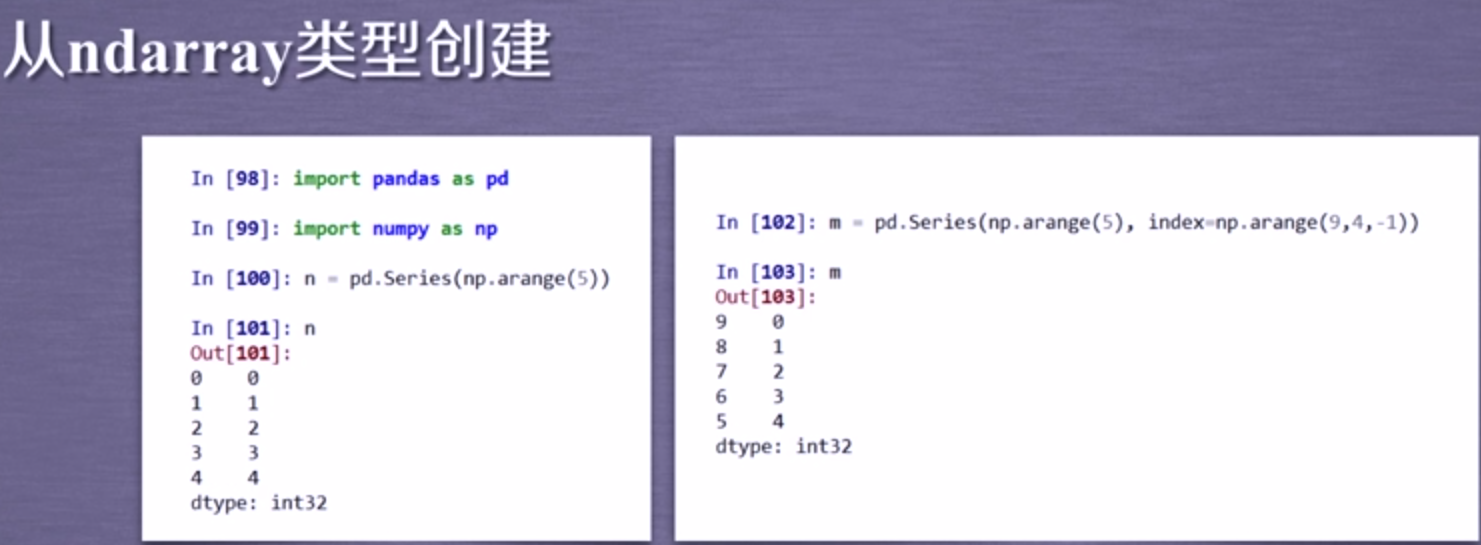 从ndarray类型创建
In [98]: import pandas as pd
In [99]: import numpy as np
In [100]: n = pd.Series(np.arange(5))
In [101]: n
Out[101]:
0    0
1    1
2    2
3    3
4    4
dtype: int32
In [102]: m = pd.Series(np.arange(5), index=np.arange(9,4,-1))
In [103]: m
Out[103]:
9    0
8    1
7    2
6    3
5    4
dtype: int32